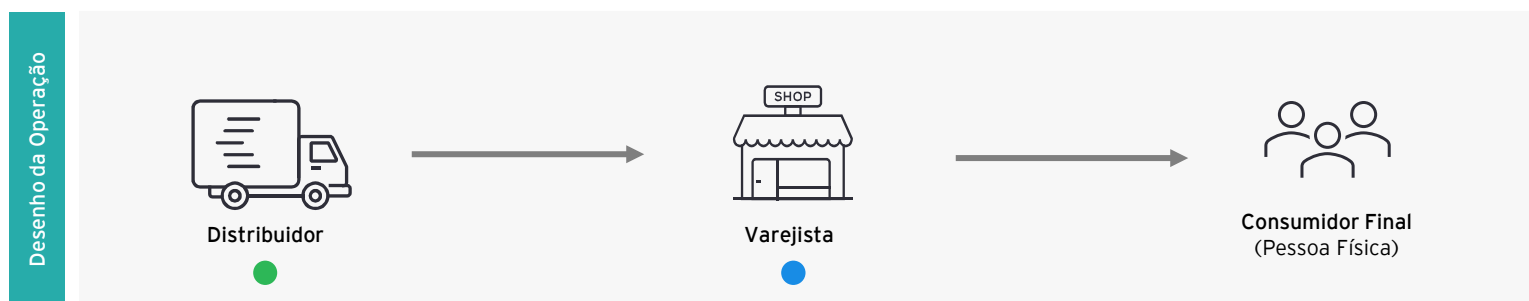 Desenho da Operação
SHOP
Distribuidor
Varejista
Consumidor Final
(Pessoa Física)